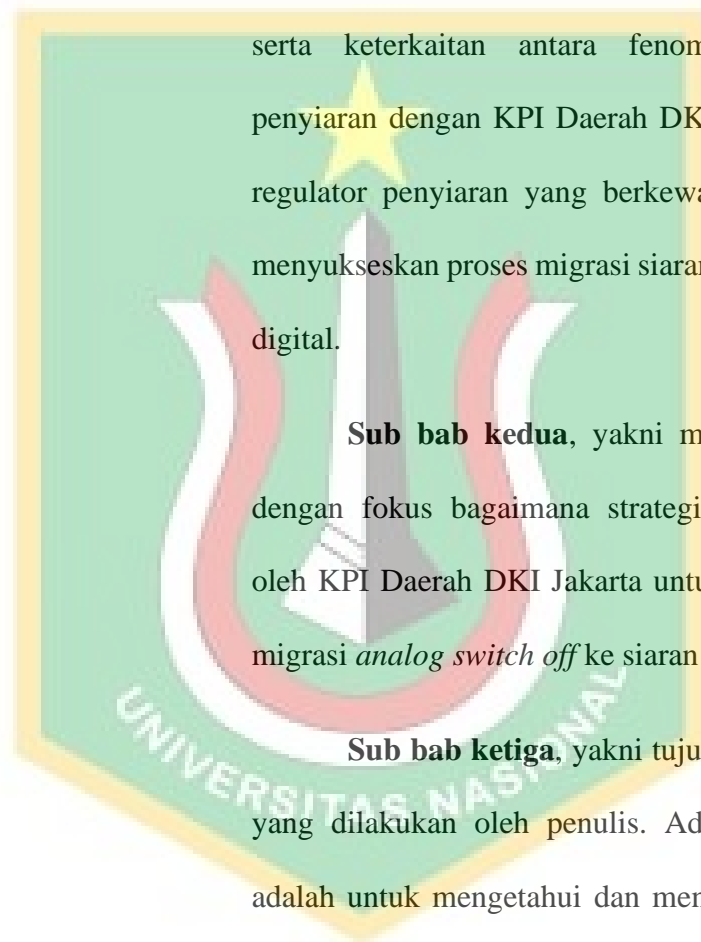 serta keterkaitan antara
penyiaran dengan KPI Daerah
regulator penyiaran yang
menyukseskan proses migrasi siaran
digital.
Sub bab kedua, yakni
dengan fokus bagaimana strategi
oleh KPI Daerah DKI Jakarta
migrasi analog switch off ke siaran
Sub bab ketiga, yakni
yang dilakukan oleh penulis.
adalah untuk mengetahui dan
UNIVERSITAS NASIONAL